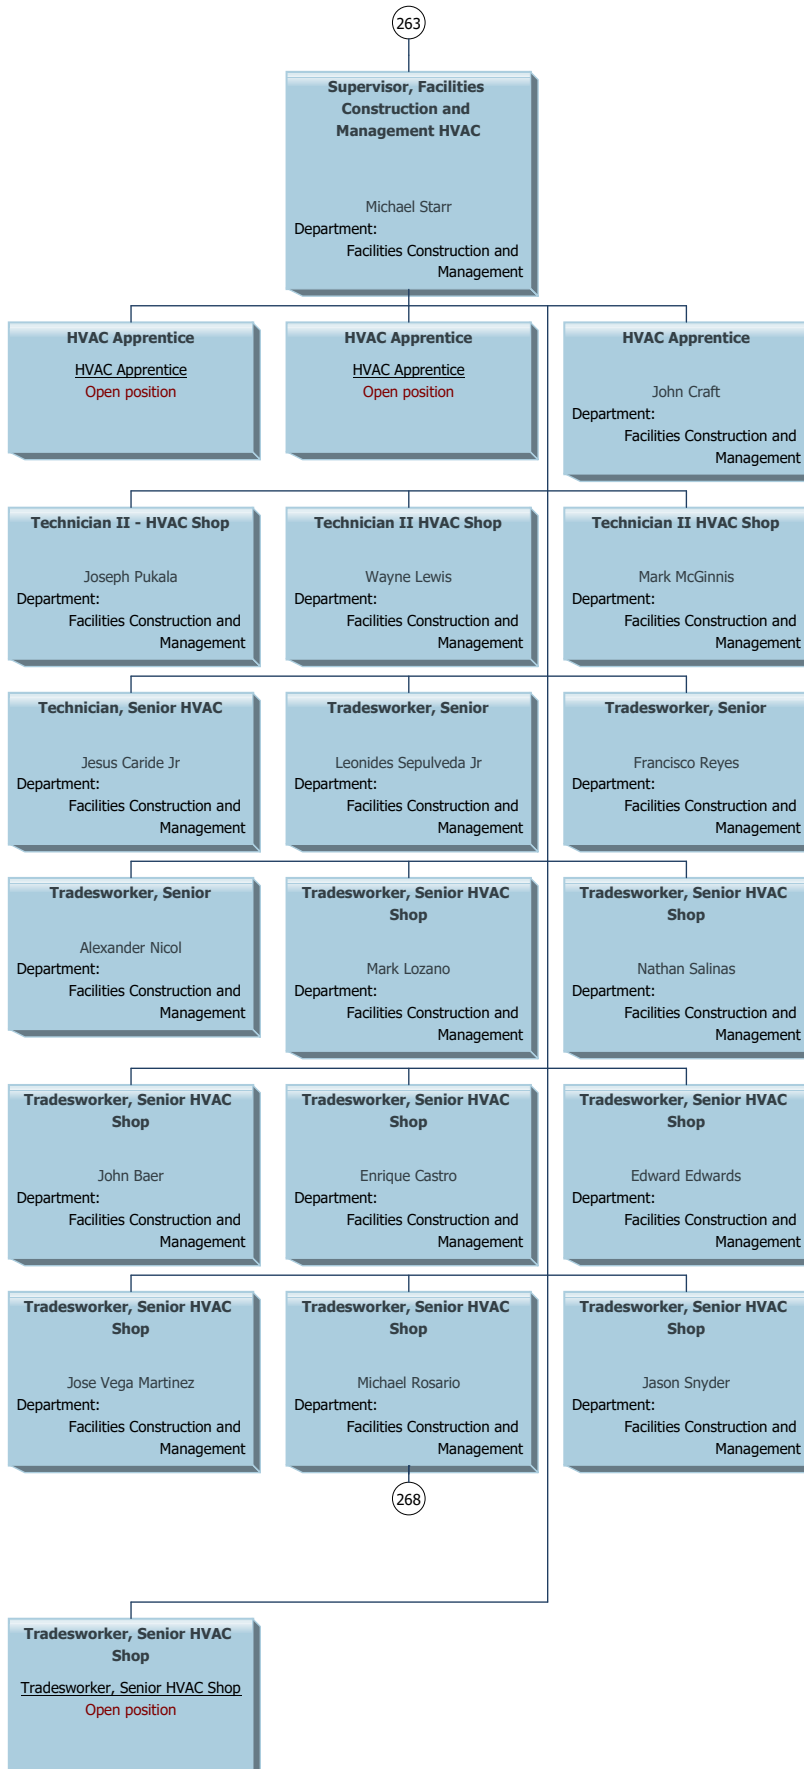 263
Supervisor, Facilities
Construction and
Management HVAC
Michael Starr
Department:
Facilities Construction and
Management
HVAC Apprentice
HVAC Apprentice
Open position
HVAC Apprentice
HVAC Apprentice
Open position
HVAC Apprentice
John Craft
Department:
Facilities Construction and
Management
Technician II - HVAC Shop
Joseph Pukala
Department:
Facilities Construction and
Management
Technician II HVAC Shop
Wayne Lewis
Department:
Facilities Construction and
Management
Technician II HVAC Shop
Mark McGinnis
Department:
Facilities Construction and
Management
Technician, Senior HVAC
Jesus Caride Jr
Department:
Facilities Construction and
Management
Tradesworker, Senior
Leonides Sepulveda Jr
Department:
Facilities Construction and
Management
Tradesworker, Senior
Francisco Reyes
Department:
Facilities Construction and
Management
Tradesworker, Senior
Alexander Nicol
Department:
Facilities Construction and
Management
Tradesworker, Senior HVAC
Shop
Mark Lozano
Department:
Facilities Construction and
Management
Tradesworker, Senior HVAC
Shop
Nathan Salinas
Department:
Facilities Construction and
Management
Tradesworker, Senior HVAC
Shop
John Baer
Department:
Facilities Construction and
Management
Tradesworker, Senior HVAC
Shop
Enrique Castro
Department:
Facilities Construction and
Management
Tradesworker, Senior HVAC
Shop
Edward Edwards
Department:
Facilities Construction and
Management
Tradesworker, Senior HVAC
Shop
Jose Vega Martinez
Department:
Facilities Construction and
Management
Tradesworker, Senior HVAC
Shop
Michael Rosario
Department:
Facilities Construction and
Management
Tradesworker, Senior HVAC
Shop
Jason Snyder
Department:
Facilities Construction and
Management
268
Tradesworker, Senior HVAC
Shop
Tradesworker, Senior HVAC Shop
Open position